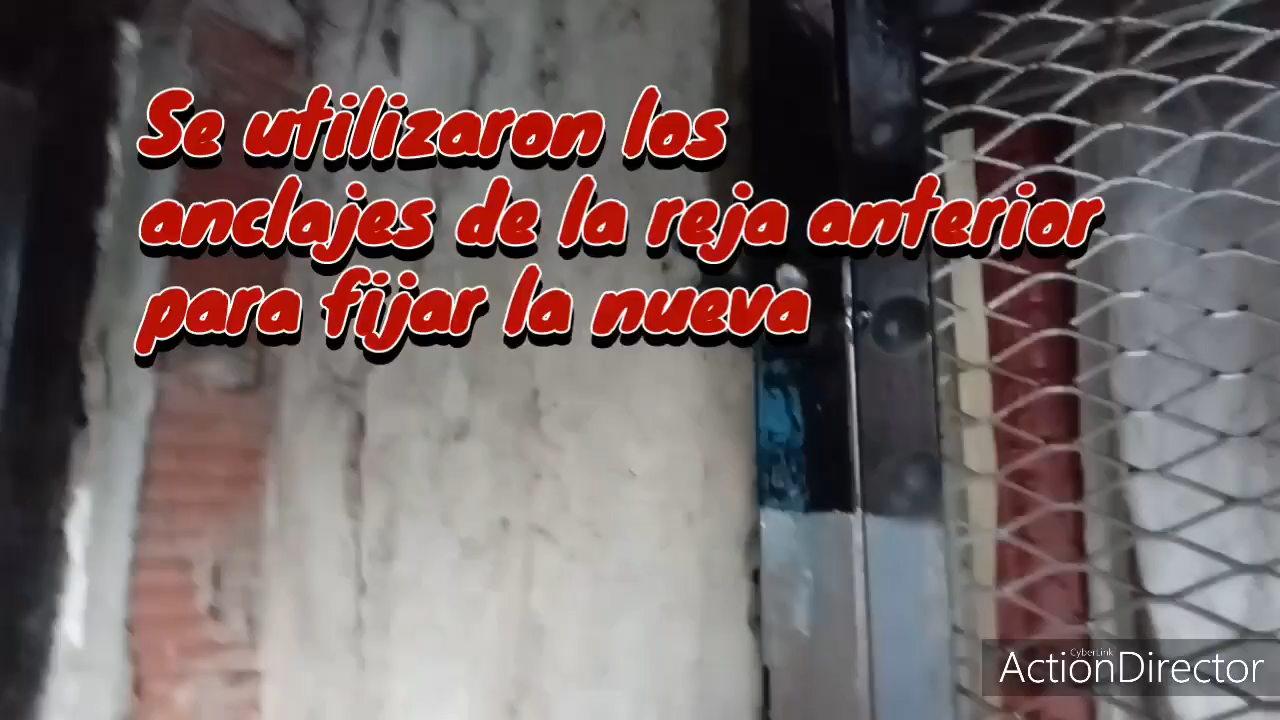 Se utilizaron los
anclajes de la reja anterior
para fijar la nueva
CyberLink
ActionDirector